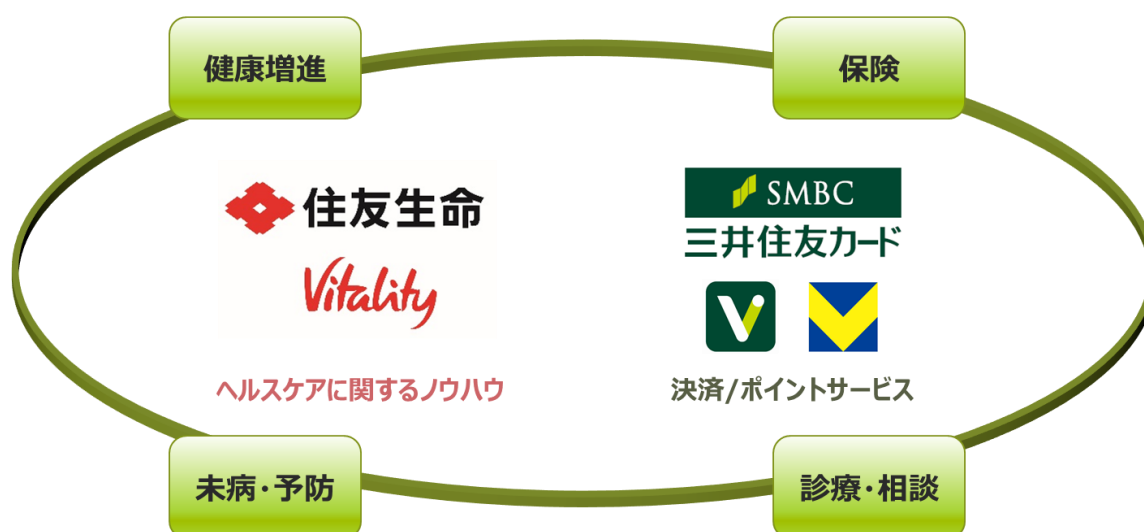 健康増進
保険
住友生命
Vitality
SMBC
三井住友カード
V
ヘルスケアに関するノウハウ
決済/ポイントサービス
未病・予防
診療・相談